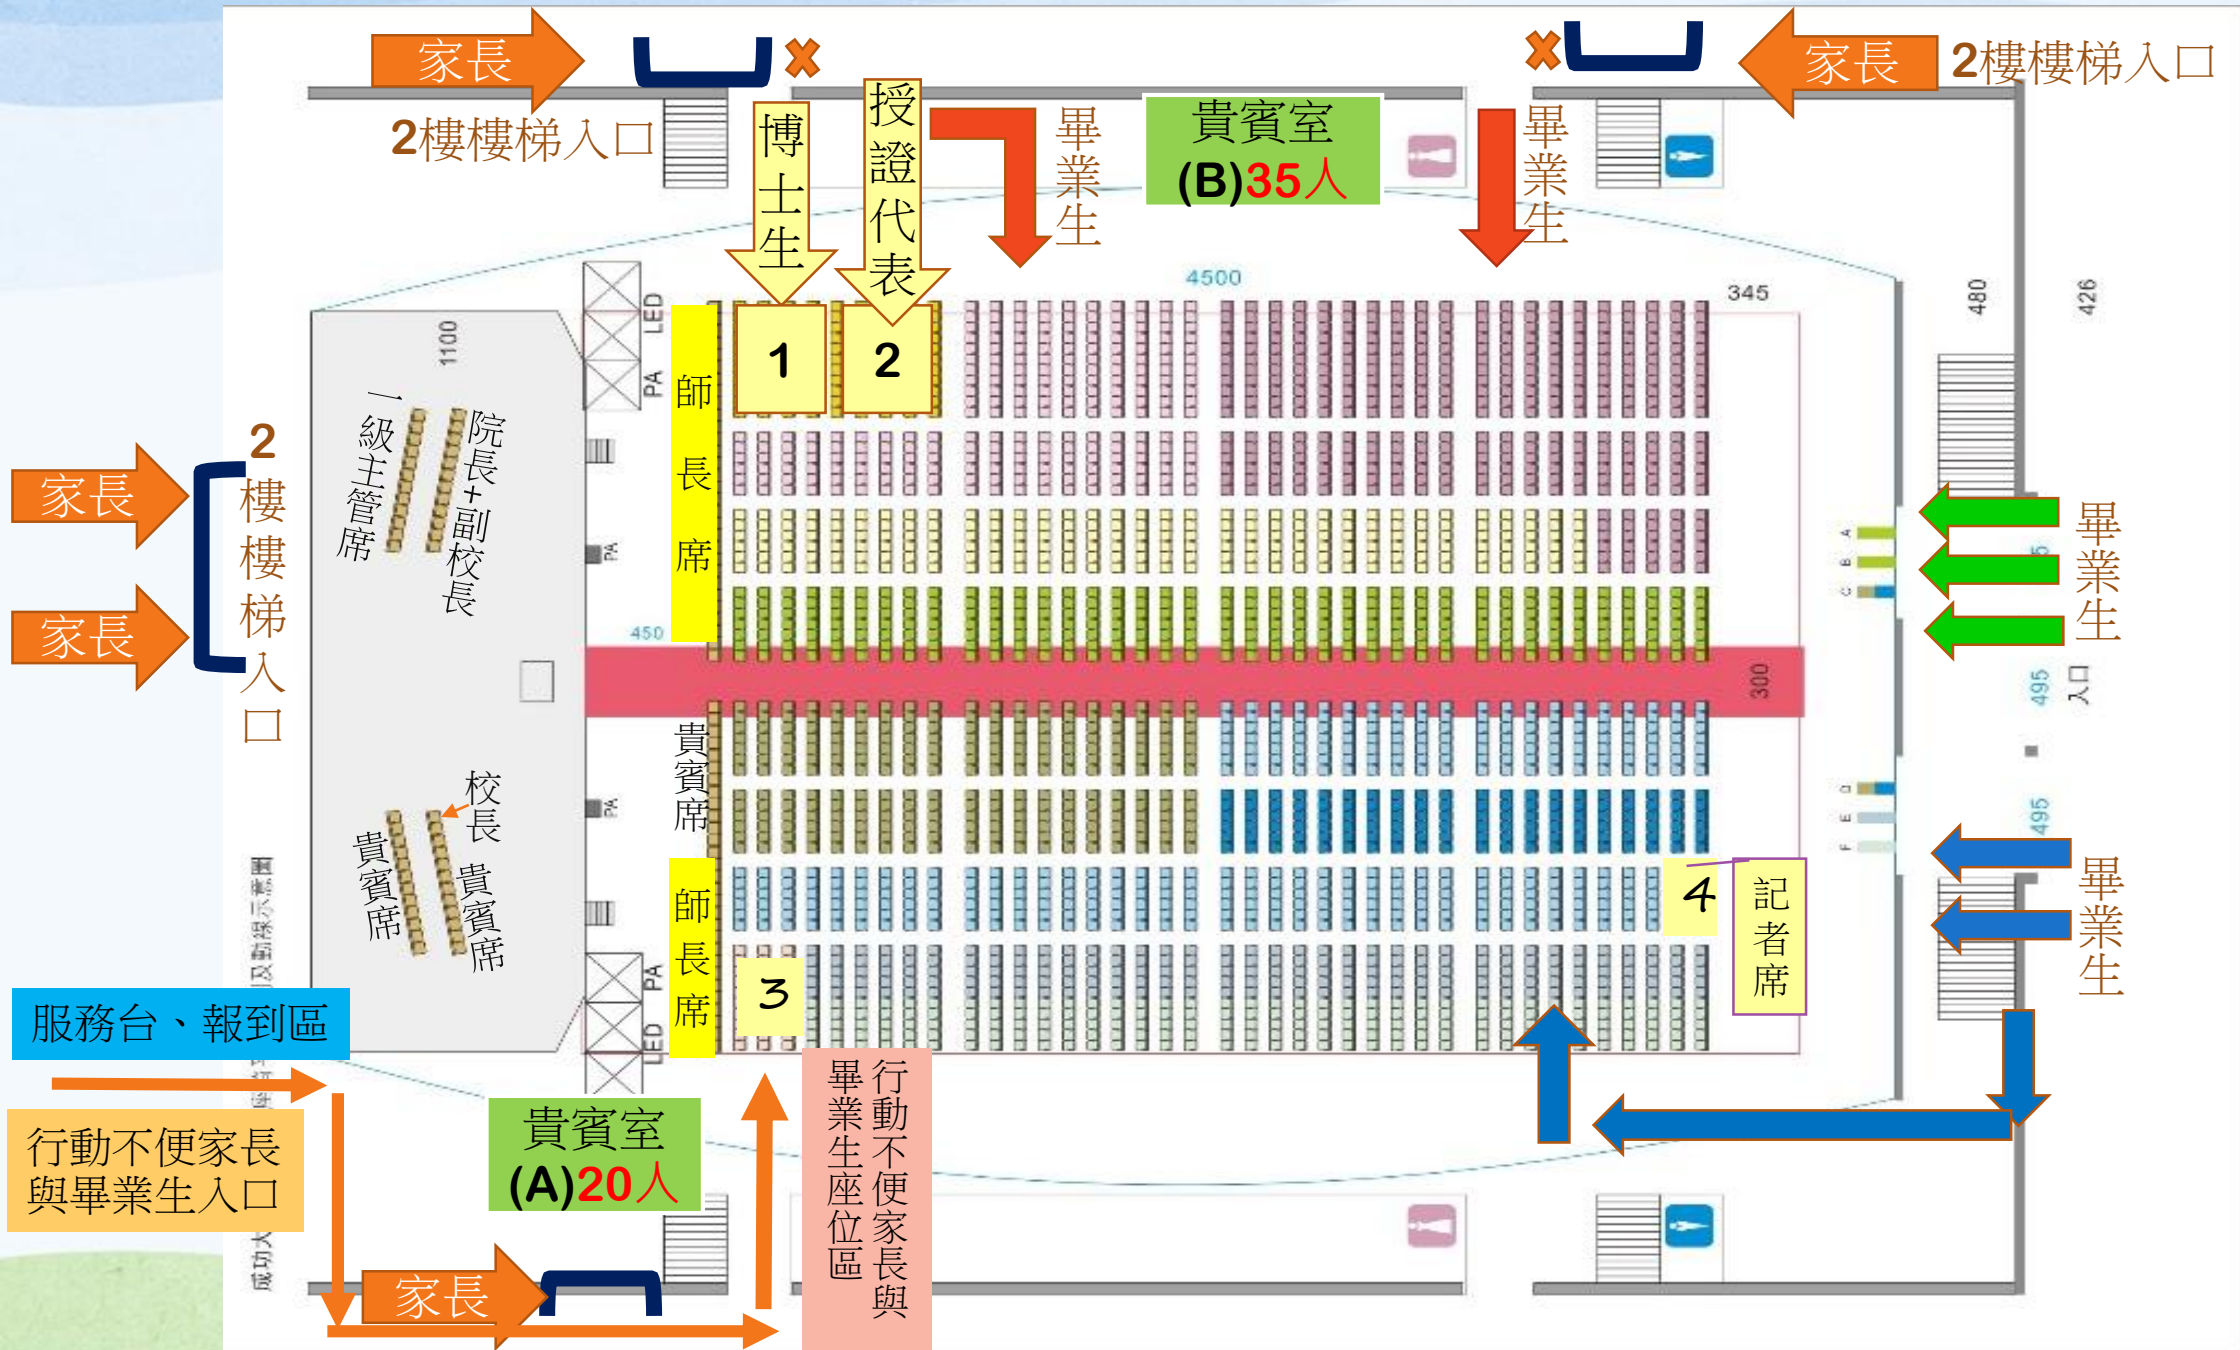 家長
家長
2樓樓梯入口
2樓樓梯入口
博士生
授證代表
畢業生
貴賓室
(B)35人
畢業生
4500
345
480
426
1100
LED
PA
1
2
師長席
一級主管席
院長+副校長
2樓樓梯入口
家長
家長
PA
450
300
A
B
C
畢業生
495
入口
貴賓席
校長
貴賓席
貴賓席
PA
D
E
F
495
畢業生
師長席
3
4
記者席
PA
LED
服務台、報到區
行動不便家長
與畢業生入口
貴賓室
(A)20人
行動不便家長與
畢業生座位區
家長
成功大